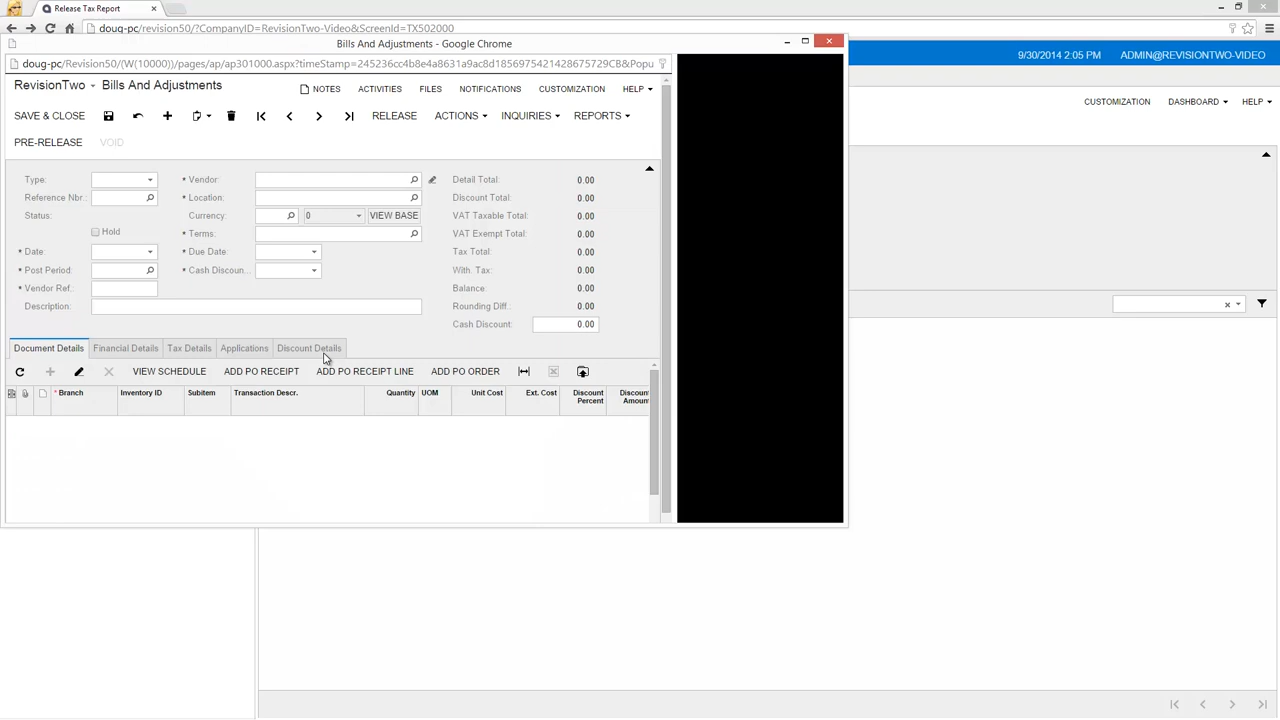 Release Tax Report
doug-pc/revision50/?CompanyID=RevisionTwo-Video&ScreenId=TX502000
Bills And Adjustments - Google Chrome
doug-pc/Revision50/(W(10000))/pages/ap/ap301000.aspx?timeStamp=245236cc4b8e4a8631a9ac8d1856975421428675729CB&Popu
9/30/2014 2:05 PM ADMIN@REVISIONTWO-VIDEO
RevisionTwo Bills And Adjustments NOTES ACTIVITIES FILES NOTIFICATIONS CUSTOMIZATION HELP
CUSTOMIZATION DASHBOARD HELP
SAVE & CLOSE RELEASE ACTIONS INQUIRIES REPORTS
PRE-RELEASE VOID
Type: * Vendor: Detail Total: 0.00
Reference Nbr.: * Location: Discount Total: 0.00
Status: Currency: 0 VIEW BASE VAT Taxable Total: 0.00
Hold * Terms: VAT Exempt Total: 0.00
* Date: * Due Date: Tax Total: 0.00
* Post Period: * Cash Discoun... With. Tax: 0.00
* Vendor Ref.: Balance: 0.00
Description: Rounding Diff.: 0.00
Cash Discount: 0.00
Document Details Financial Details Tax Details Applications Discount Details
VIEW SCHEDULE ADD PO RECEIPT ADD PO RECEIPT LINE ADD PO ORDER
* Branch Inventory ID Subitem Transaction Descr. Quantity UOM Unit Cost Ext. Cost Discount Percent Discount Amount